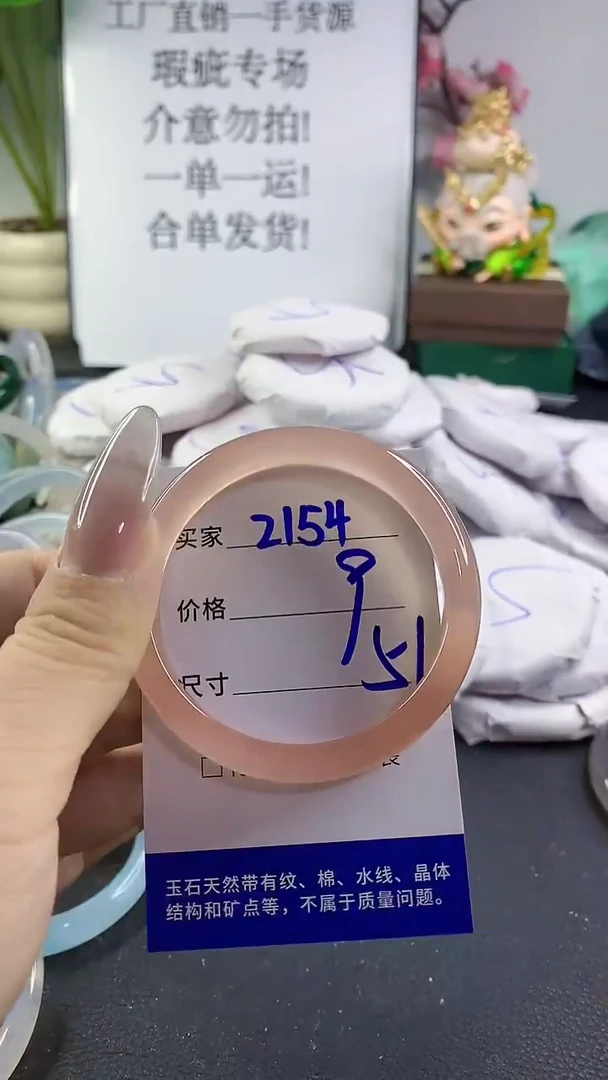 工厂直销一手货源
瑕疵专场
介意勿拍!
一单一运!
合单发货!
买家 2154
价格 9
尺寸 51
玉石天然带有纹、棉、水线、晶体
结构和矿点等，不属于质量问题。